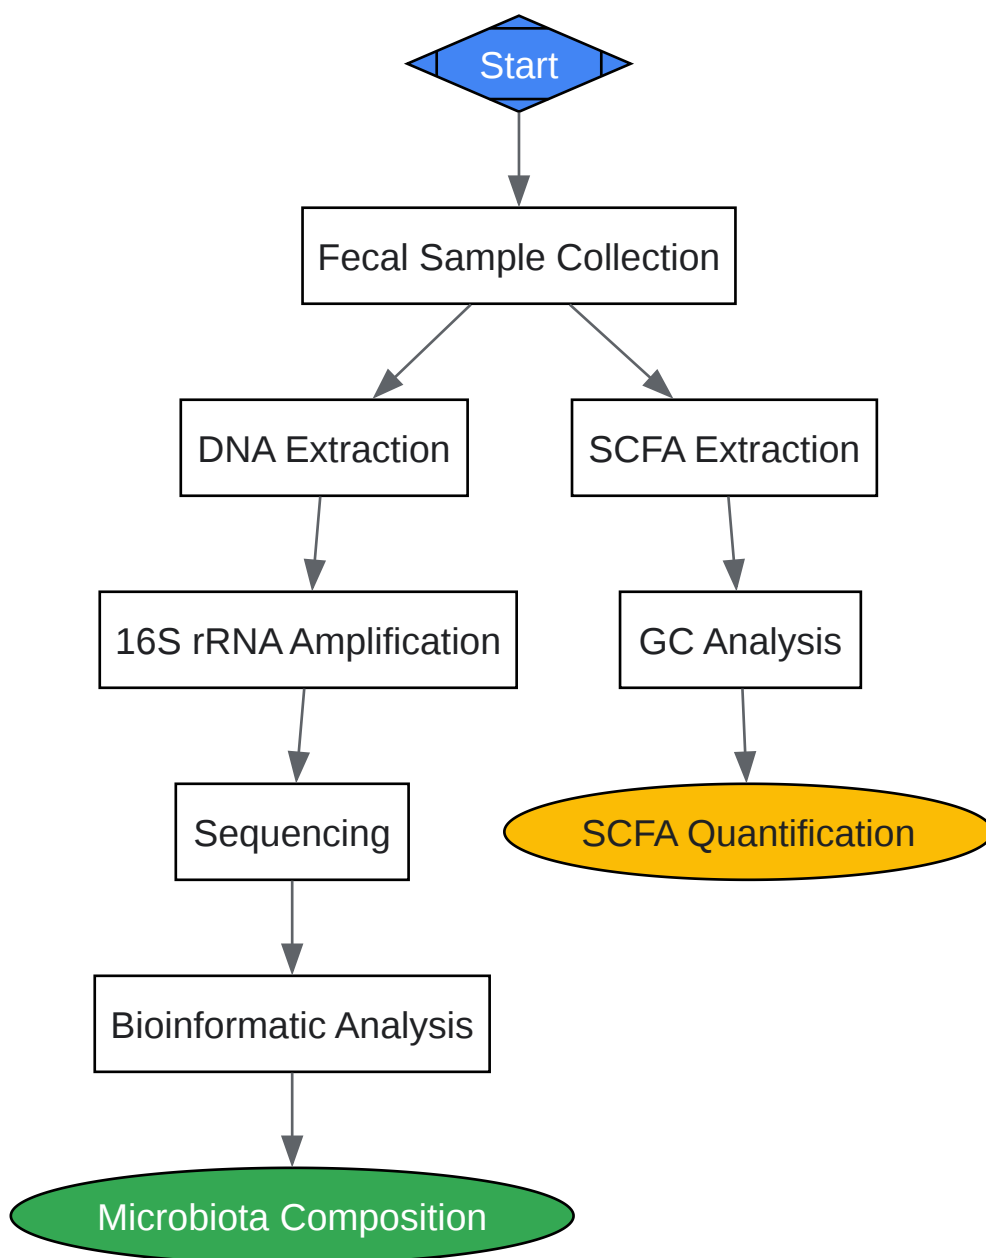 Start
Fecal Sample Collection
DNA Extraction
SCFA Extraction
16S rRNA Amplification
GC Analysis
Sequencing
SCFA Quantification
Bioinformatic Analysis
Microbiota Composition